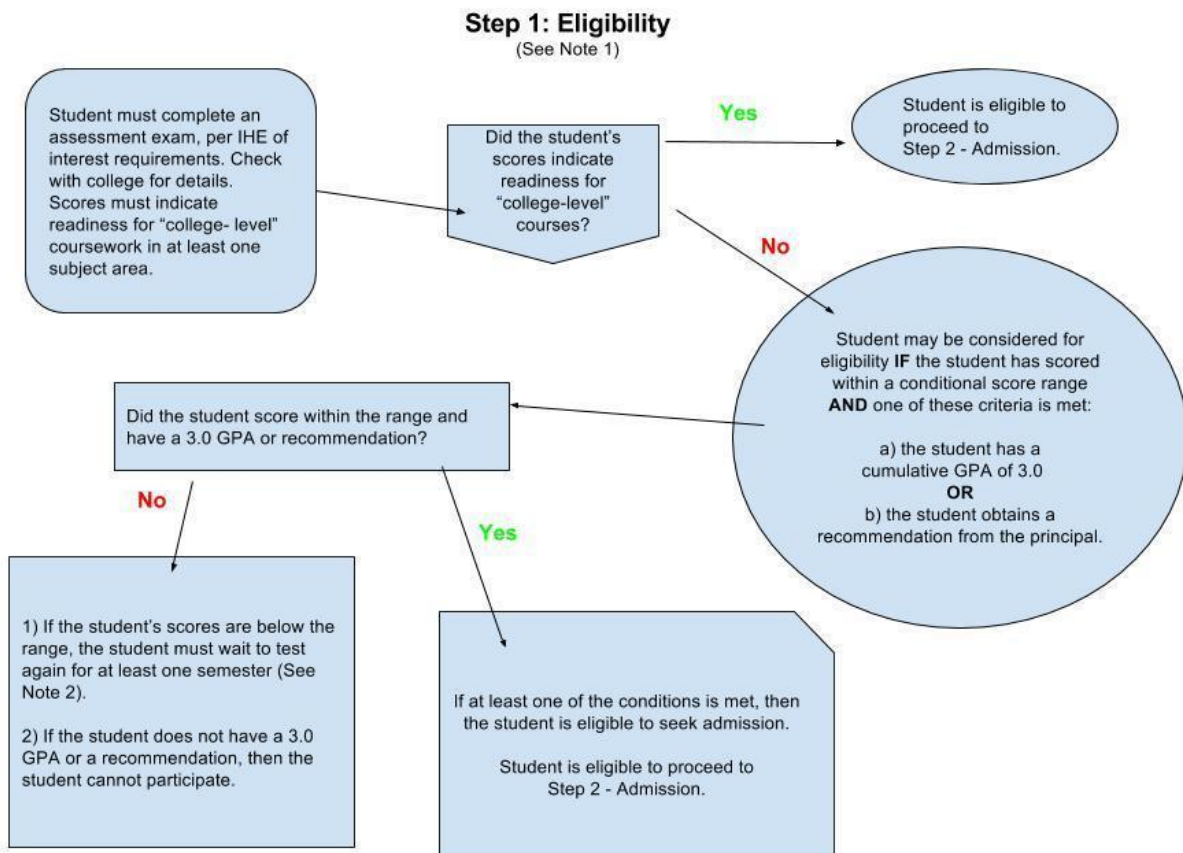 Step 1: Eligibility
(See Note 1)
Student must complete an
assessment exam, per IHE of
interest requirements. Check
with college for details.
Scores must indicate
readiness for “college- level”
coursework in at least one
subject area.
Did the student’s
scores indicate
readiness for
“college-level”
courses?
Yes
Student is eligible to
proceed to
Step 2 - Admission.
No
Student may be considered for
eligibility IF the student has scored
within a conditional score range
AND one of these criteria is met:
a) the student has a
cumulative GPA of 3.0
OR
b) the student obtains a
recommendation from the principal.
Did the student score within the range and
have a 3.0 GPA or recommendation?
No
Yes
1) If the student’s scores are below the
range, the student must wait to test
again for at least one semester (See
Note 2).
2) If the student does not have a 3.0
GPA or a recommendation, then the
student cannot participate.
If at least one of the conditions is met, then
the student is eligible to seek admission.
Student is eligible to proceed to
Step 2 - Admission.